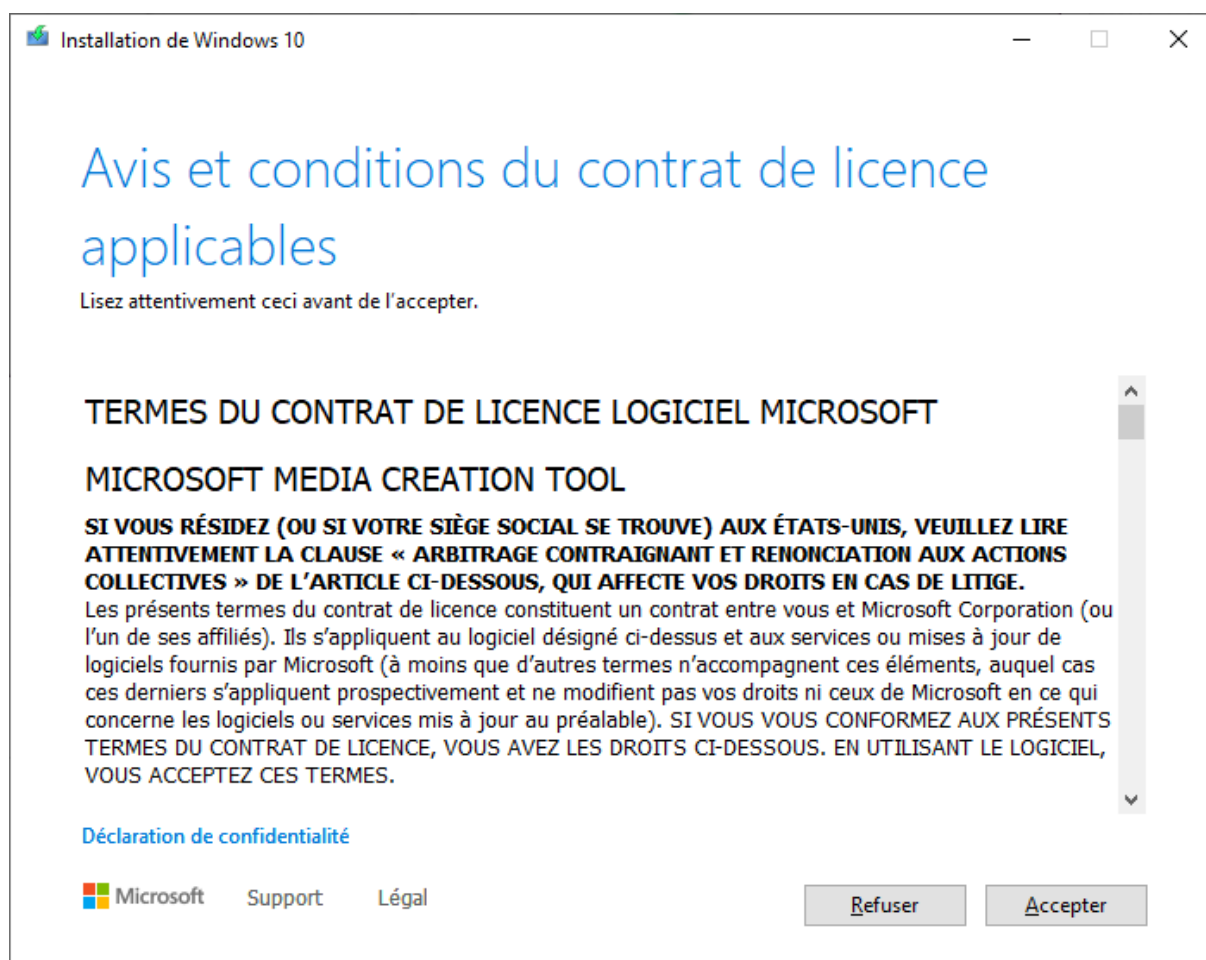 Installation de Windows 10
Avis et conditions du contrat de licence
applicables
Lisez attentivement ceci avant de l’accepter.
TERMES DU CONTRAT DE LICENCE LOGICIEL MICROSOFT
MICROSOFT MEDIA CREATION TOOL
SI VOUS RÉSIDEZ (OU SI VOTRE SIÈGE SOCIAL SE TROUVE) AUX ÉTATS-UNIS, VEUILLEZ LIRE
ATTENTIVEMENT LA CLAUSE « ARBITRAGE CONTRAIGNANT ET RENONCIATION AUX ACTIONS
COLLECTIVES » DE L’ARTICLE CI-DESSOUS, QUI AFFECTE VOS DROITS EN CAS DE LITIGE.
Les présents termes du contrat de licence constituent un contrat entre vous et Microsoft Corporation (ou
l’un de ses affiliés). Ils s’appliquent au logiciel désigné ci-dessus et aux services ou mises à jour de
logiciels fournis par Microsoft (à moins que d’autres termes n’accompagnent ces éléments, auquel cas
ces derniers s’appliquent prospectivement et ne modifient pas vos droits ni ceux de Microsoft en ce qui
concerne les logiciels ou services mis à jour au préalable). SI VOUS VOUS CONFORMEZ AUX PRÉSENTS
TERMES DU CONTRAT DE LICENCE, VOUS AVEZ LES DROITS CI-DESSOUS. EN UTILISANT LE LOGICIEL,
VOUS ACCEPTEZ CES TERMES.
Déclaration de confidentialité
Microsoft Support Légal Refuser Accepter